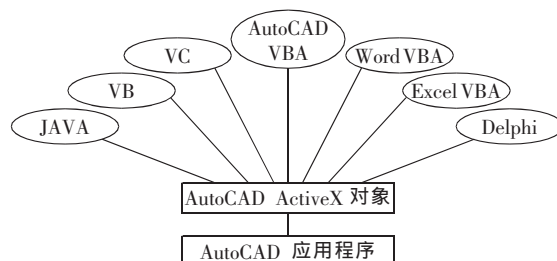 AutoCAD
VBA
VC
Word VBA
VB
Excel VBA
JAVA
Delphi
AutoCAD ActiveX 对象
AutoCAD 应用程序